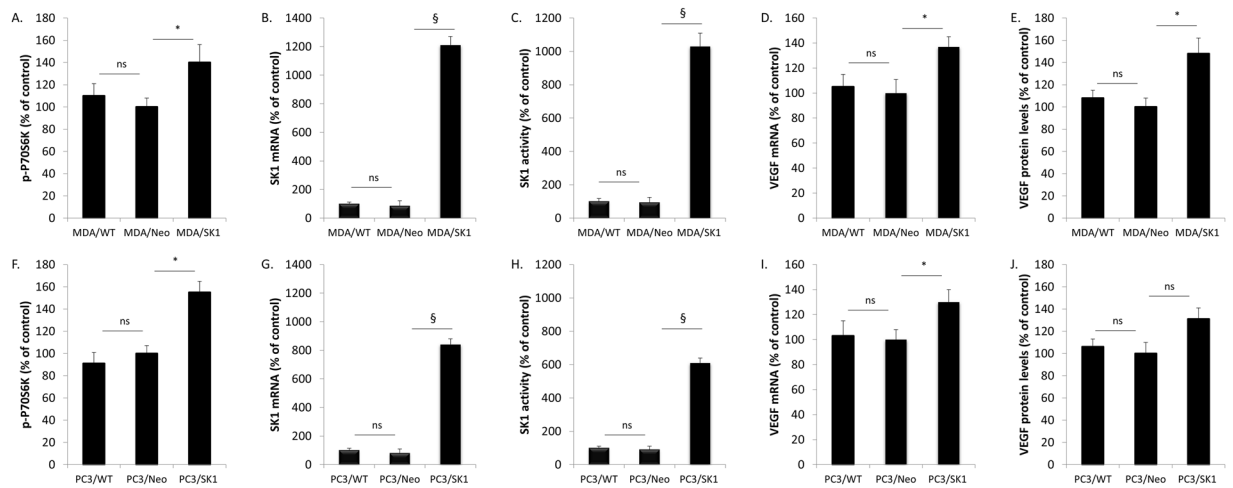 A.
p-P70S6K (% of control)
180
160
140
120
100
80
60
40
20
0
ns
*
MDA/WT MDA/Neo MDA/SK1
B.
SK1 mRNA (% of control)
1400
1200
1000
800
600
400
200
0
ns
§
MDA/WT MDA/Neo MDA/SK1
C.
SK1 activity (% of control)
1200
1000
800
600
400
200
0
ns
§
MDA/WT MDA/Neo MDA/SK1
D.
VEGF mRNA (% of control)
160
140
120
100
80
60
40
20
0
ns
*
MDA/WT MDA/Neo MDA/SK1
E.
VEGF protein levels (% of control)
180
160
140
120
100
80
60
40
20
0
ns
*
MDA/WT MDA/Neo MDA/SK1
F.
p-P70S6K (% of control)
180
160
140
120
100
80
60
40
20
0
ns
*
PC3/WT PC3/Neo PC3/SK1
G.
SK1 mRNA (% of control)
1400
1200
1000
800
600
400
200
0
ns
§
PC3/WT PC3/Neo PC3/SK1
H.
SK1 activity (% of control)
1200
1000
800
600
400
200
0
ns
§
PC3/WT PC3/Neo PC3/SK1
I.
VEGF mRNA (% of control)
160
140
120
100
80
60
40
20
0
ns
*
PC3/WT PC3/Neo PC3/SK1
J.
VEGF protein levels (% of control)
180
160
140
120
100
80
60
40
20
0
ns
ns
PC3/WT PC3/Neo PC3/SK1